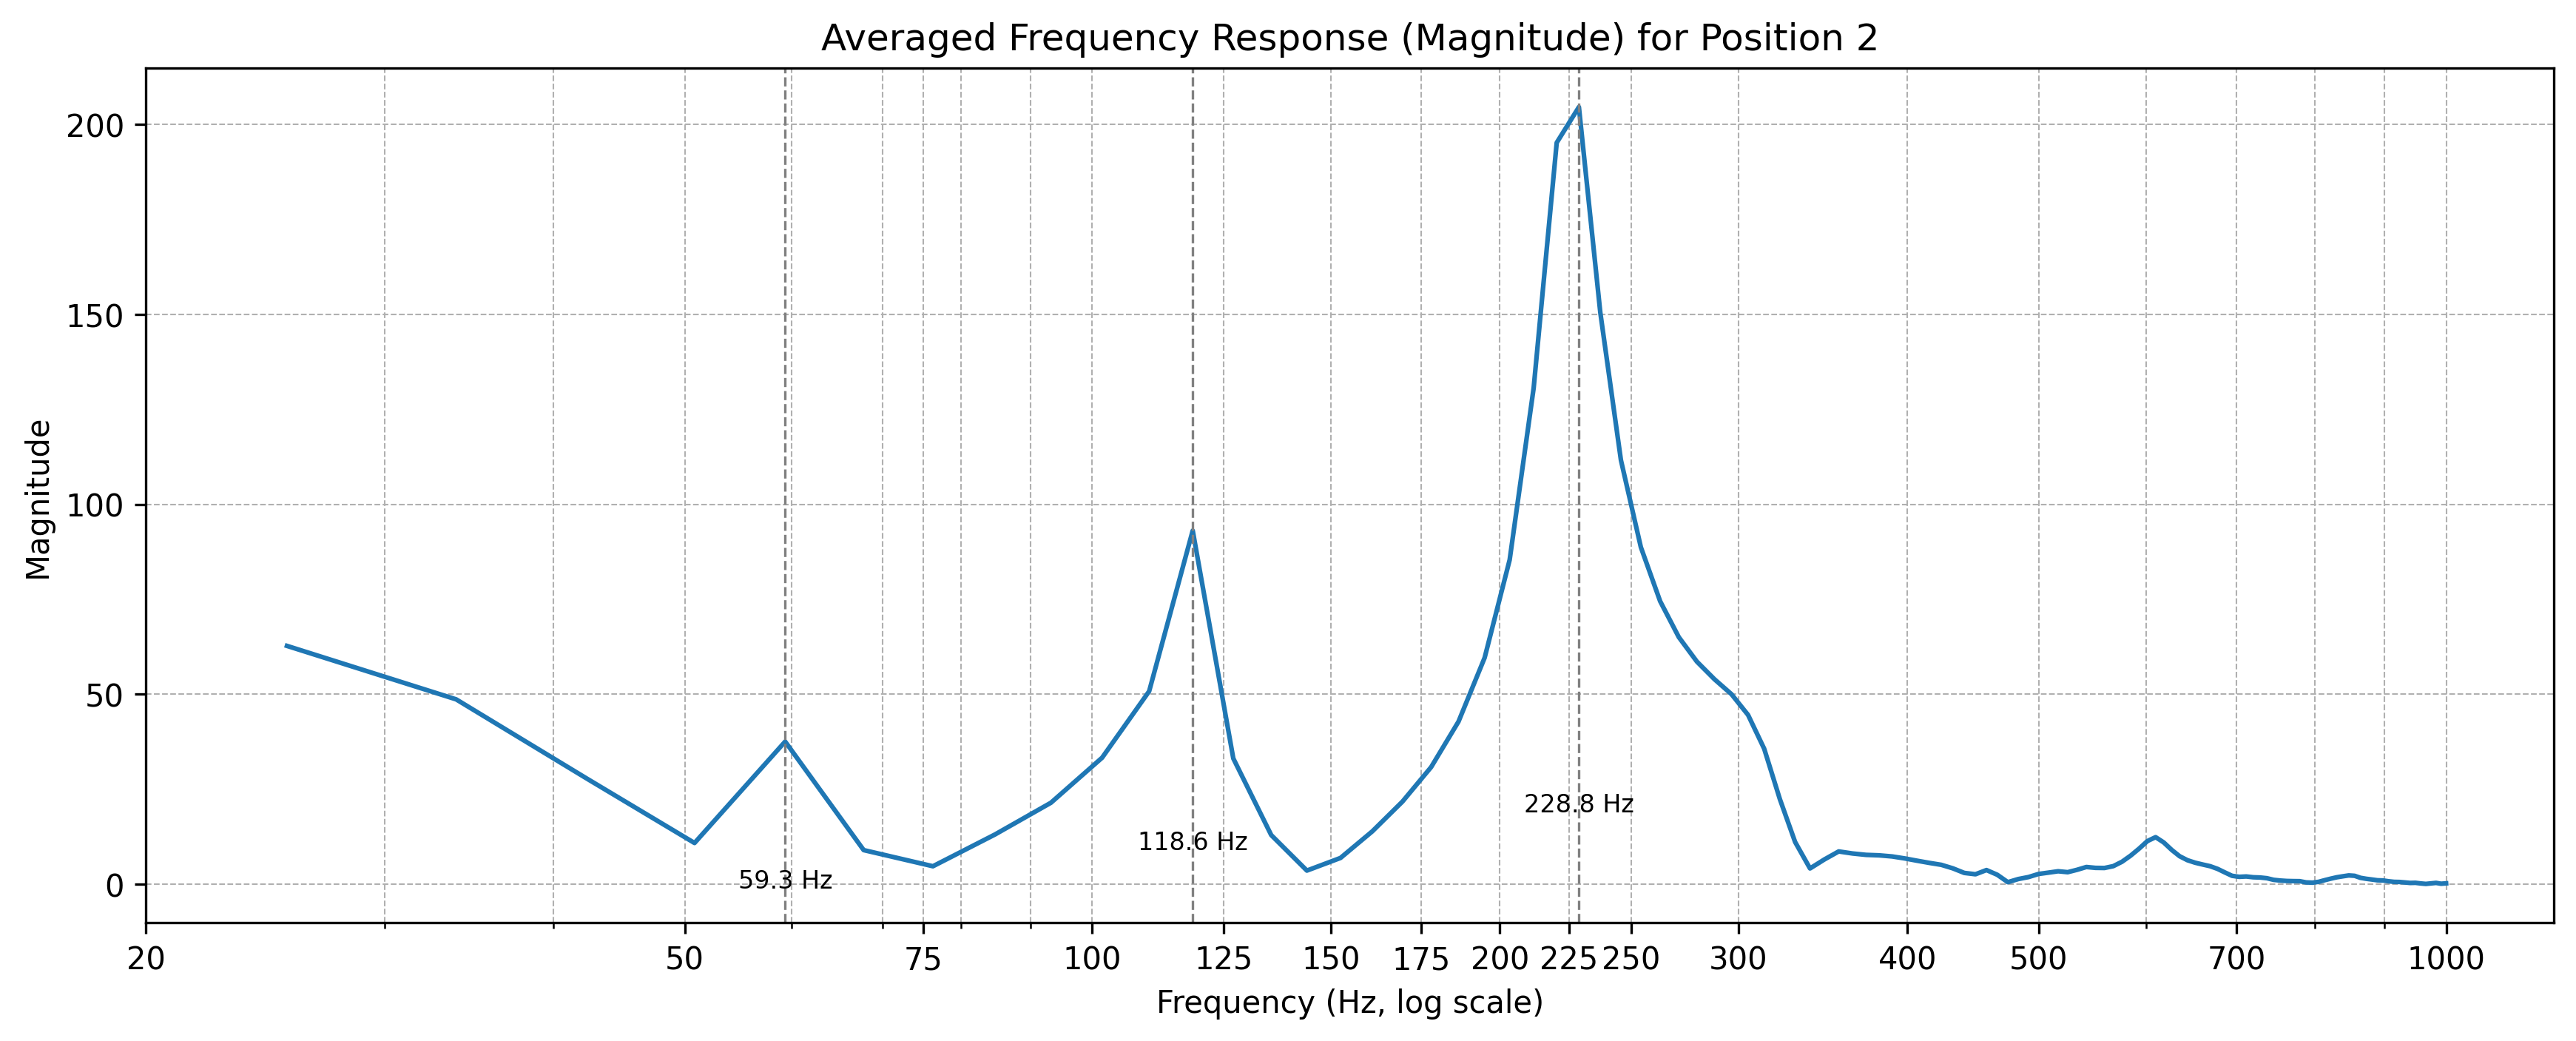 Averaged Frequency Response (Magnitude) for Position 2
Magnitude
200
150
100
50
0
228.8 Hz
118.6 Hz
59.3 Hz
20 50 75 100 125 150 175 200 225 250 300 400 500 700 1000
Frequency (Hz, log scale)